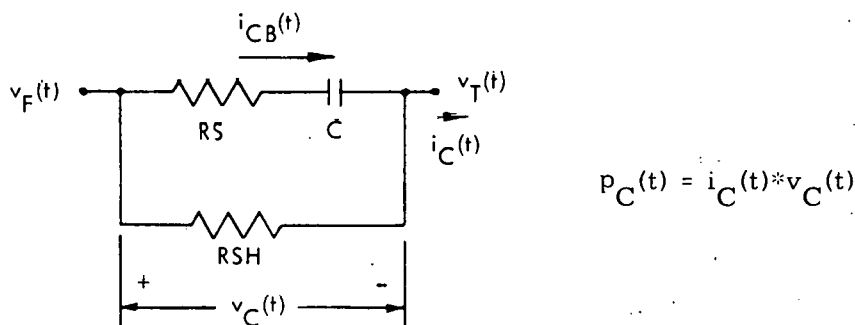 i_CB(t)
v_F(t)
v_T(t)
RS
C
i_C(t)
p_C(t) = i_C(t)*v_C(t)
RSH
+ -
v_C(t)